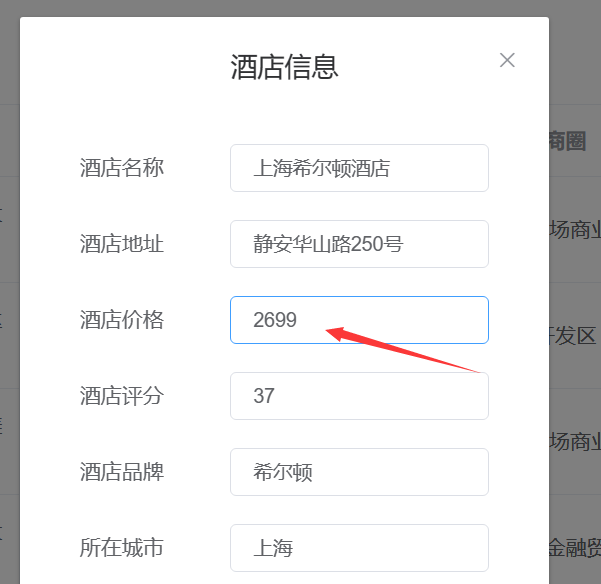 酒店信息
商圈
酒店名称 上海希尔顿酒店
场商业
酒店地址 静安华山路250号
酒店价格 2699
开发区
酒店评分 37
场商业
酒店品牌 希尔顿
所在城市 上海
金融贸